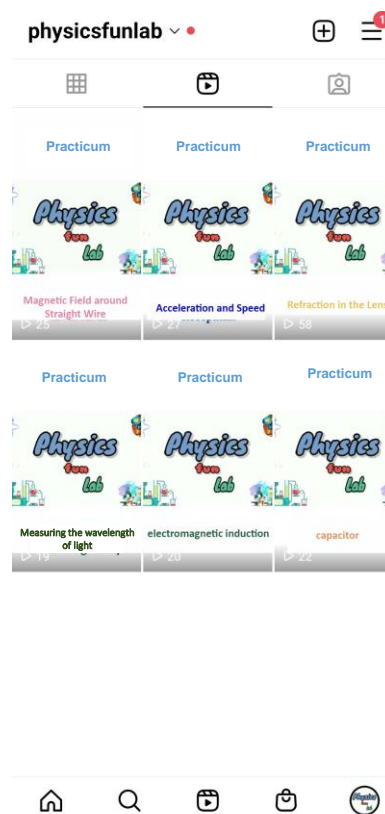 physicsfunlab
1
Practicum
Practicum
Practicum
Physics
fun
Lab
Physics
fun
Lab
Physics
fun
Lab
Magnetic Field around
Straight Wire
Acceleration and Speed
Refraction in the Lens
25
27
58
Practicum
Practicum
Practicum
Physics
fun
Lab
Physics
fun
Lab
Physics
fun
Lab
Measuring the wavelength
of light
electromagnetic induction
capacitor
19
20
22
Physics